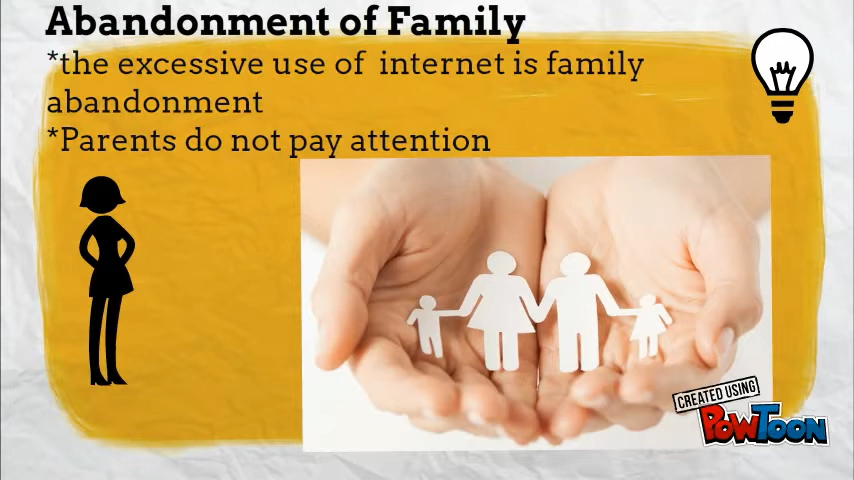 Abandonment of Family
*the excessive use of internet is family
abandonment
*Parents do not pay attention
CREATED USING
POWTOON